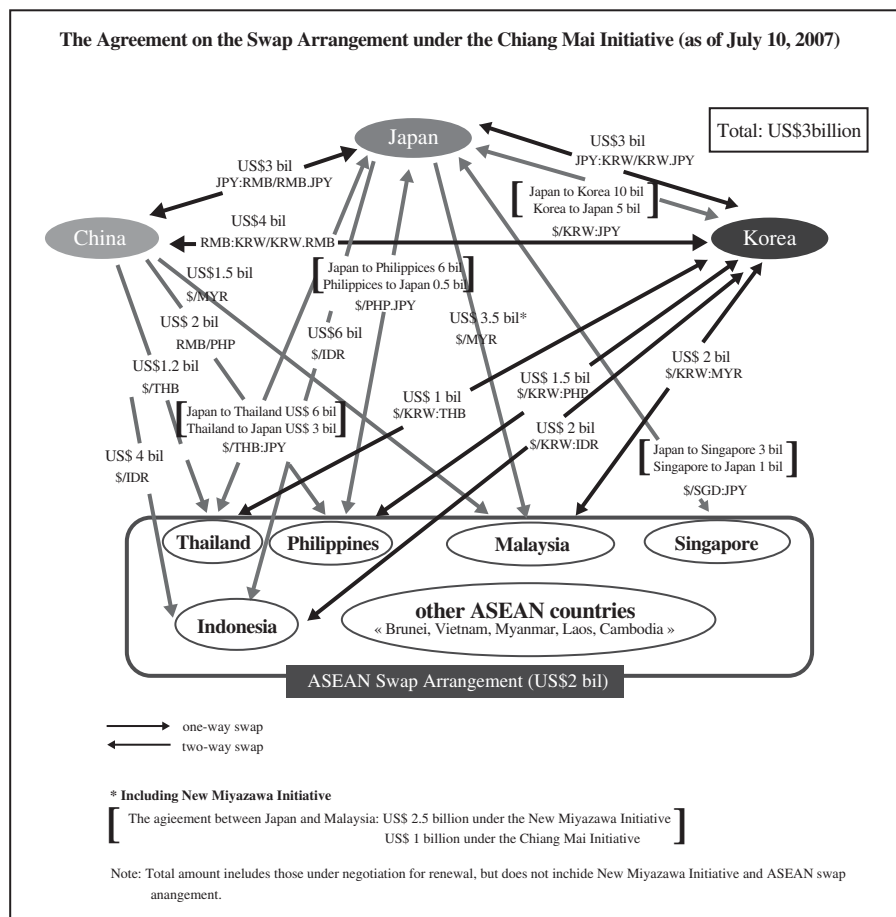 The Agreement on the Swap Arrangement under the Chiang Mai Initiative (as of July 10, 2007)
Total: US$3billion
Japan
US$3 bil
JPY:KRW/KRW.JPY
US$3 bil
JPY:RMB/RMB.JPY
Japan to Korea 10 bil
Korea to Japan 5 bil
$/KRW:JPY
China
US$4 bil
RMB:KRW/KRW.RMB
Korea
US$1.5 bil
$/MYR
Japan to Philippices 6 bil
Philippices to Japan 0.5 bil
$/PHP.JPY
US$ 2 bil
RMB/PHP
US$6 bil
$/IDR
US$ 3.5 bil*
$/MYR
US$1.2 bil
$/THB
US$ 1 bil
$/KRW:THB
US$ 1.5 bil
$/KRW:PHP
US$ 2 bil
$/KRW:MYR
Japan to Thailand US$ 6 bil
Thailand to Japan US$ 3 bil
$/THB:JPY
US$ 2 bil
$/KRW:IDR
US$ 4 bil
$/IDR
Japan to Singapore 3 bil
Singapore to Japan 1 bil
$/SGD:JPY
Thailand
Philippines
Malaysia
Singapore
Indonesia
other ASEAN countries
« Brunei, Vietnam, Myanmar, Laos, Cambodia »
ASEAN Swap Arrangement (US$2 bil)
one-way swap
two-way swap
* Including New Miyazawa Initiative
The agieement between Japan and Malaysia: US$ 2.5 billion under the New Miyazawa Initiative
US$ 1 billion under the Chiang Mai Initiative
Note: Total amount includes those under negotiation for renewal, but does not inchide New Miyazawa Initiative and ASEAN swap
anangement.